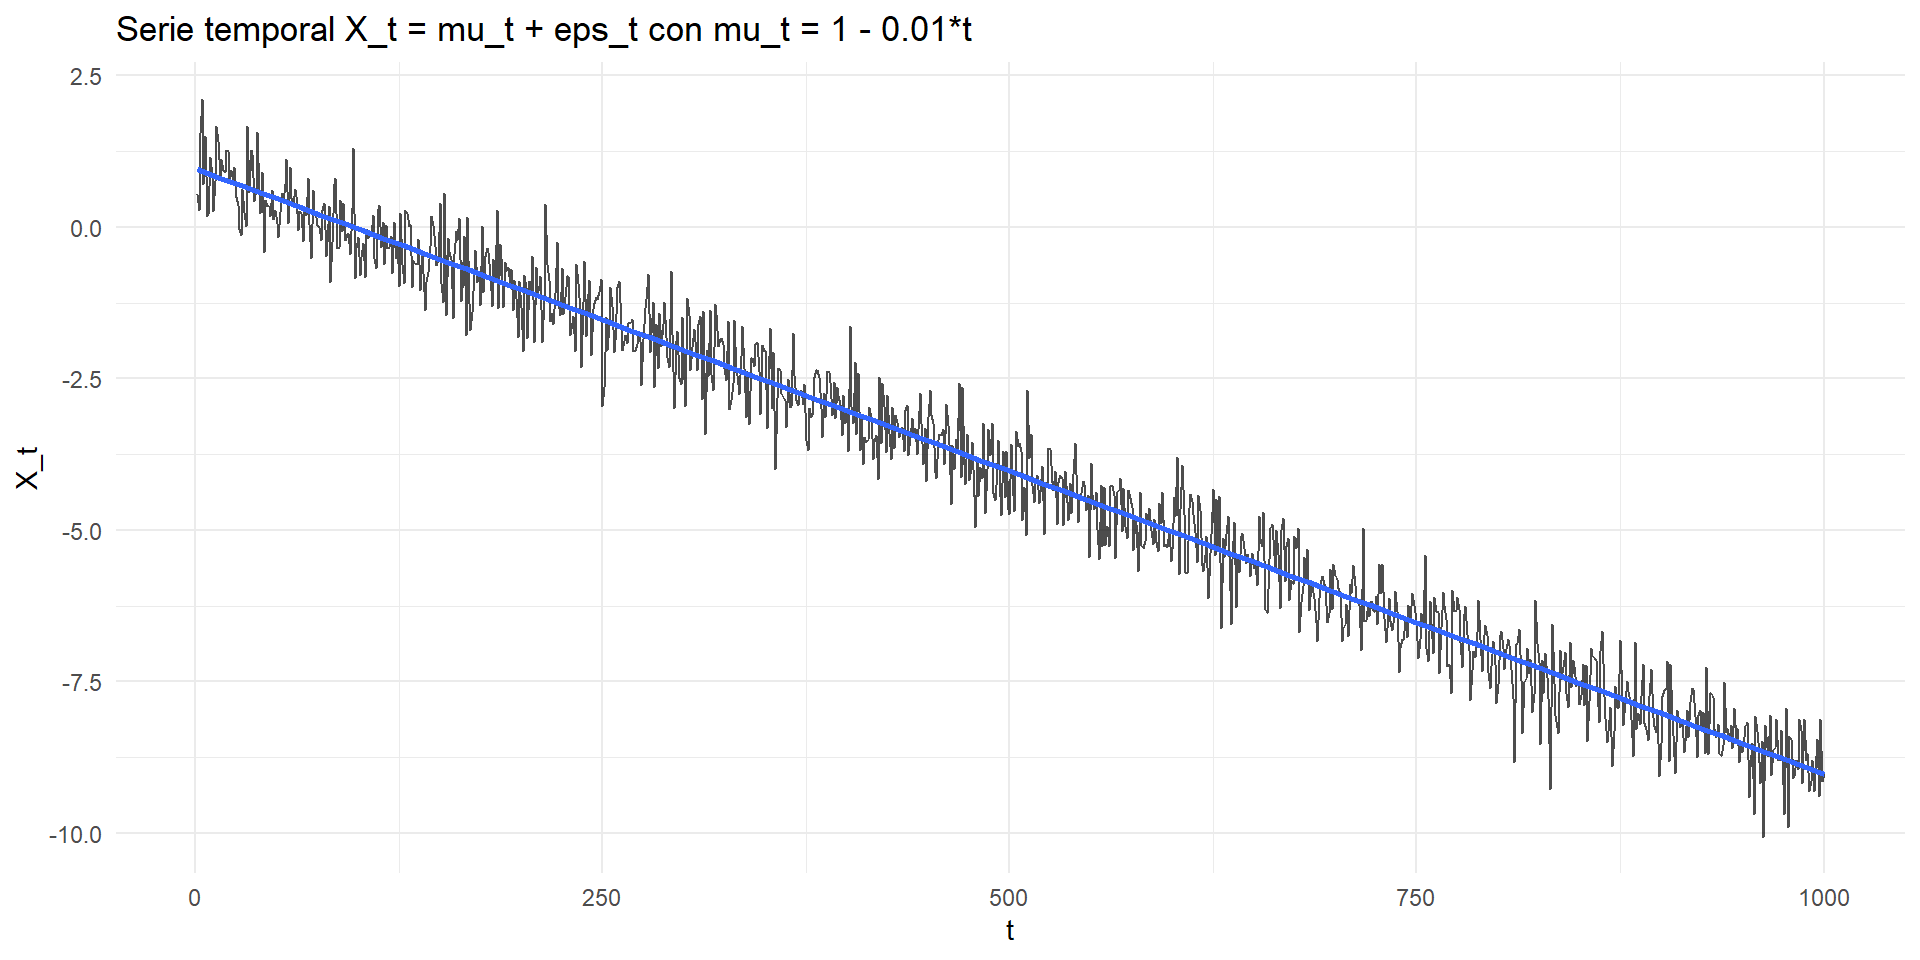 Serie temporal X_t = mu_t + eps_t con mu_t = 1 - 0.01*t
2.5
0.0
-2.5
-5.0
-7.5
-10.0
X_t
0 250 500 750 1000
t